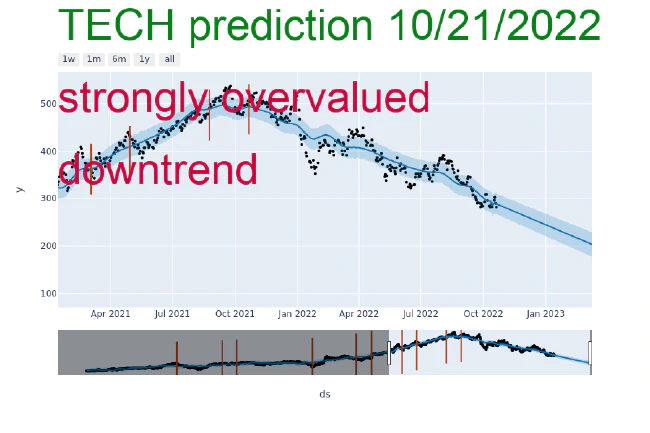 TECH prediction 10/21/2022
1w 1m 6m 1y all
strongly overvalued
downtrend
500
400
300
200
100
y
Apr 2021 Jul 2021 Oct 2021 Jan 2022 Apr 2022 Jul 2022 Oct 2022 Jan 2023
ds